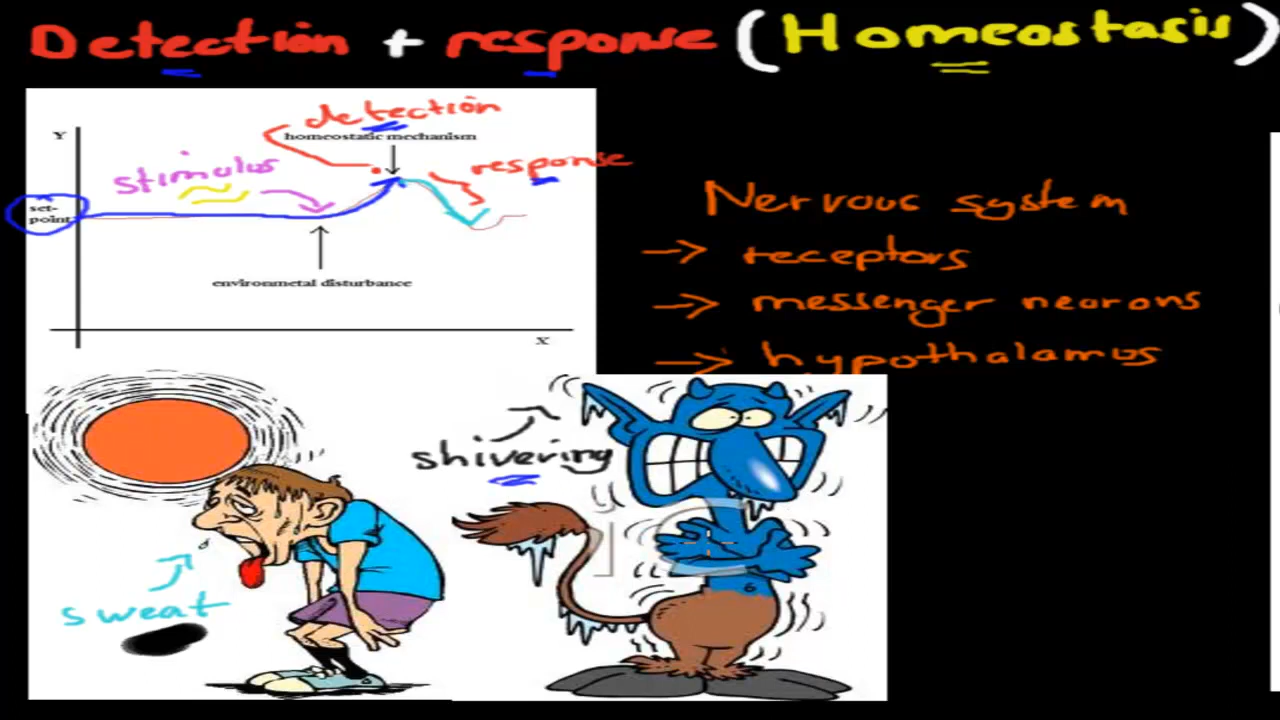 Detection + response (Homeostasis)
detection
Y
homeostatic mechanism
response
stimulus
set-
point
environmetal disturbance
X
Nervous system
→ receptors
→ messenger neurons
→ hypothalamus
shivering
sweat